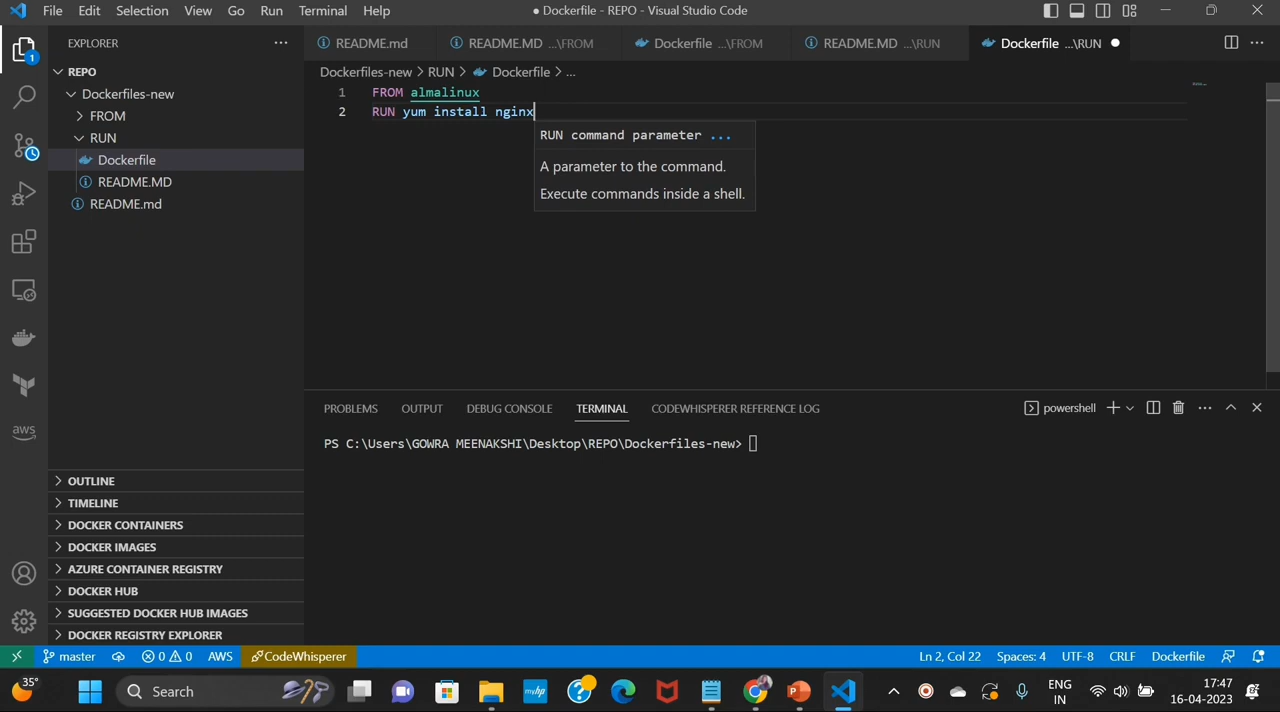 File Edit Selection View Go Run Terminal Help
● Dockerfile - REPO - Visual Studio Code
EXPLORER ...
README.md README.MD ...\FROM Dockerfile ...\FROM README.MD ...\RUN Dockerfile ...\RUN ●
REPO
Dockerfiles-new
FROM
RUN
Dockerfile
README.MD
README.md
Dockerfiles-new > RUN > Dockerfile > ...
1 FROM almalinux
2 RUN yum install nginx
RUN command parameter ...
A parameter to the command.
Execute commands inside a shell.
PROBLEMS OUTPUT DEBUG CONSOLE TERMINAL CODEWHISPERER REFERENCE LOG
powershell
PS C:\Users\GOWRA MEENAKSHI\Desktop\REPO\Dockerfiles-new>
1
aws
OUTLINE
TIMELINE
DOCKER CONTAINERS
DOCKER IMAGES
AZURE CONTAINER REGISTRY
DOCKER HUB
SUGGESTED DOCKER HUB IMAGES
DOCKER REGISTRY EXPLORER
master 0 0 AWS CodeWhisperer
Ln 2, Col 22 Spaces: 4 UTF-8 CRLF Dockerfile
35°
Search
myhp
ENG
IN
17:47
16-04-2023